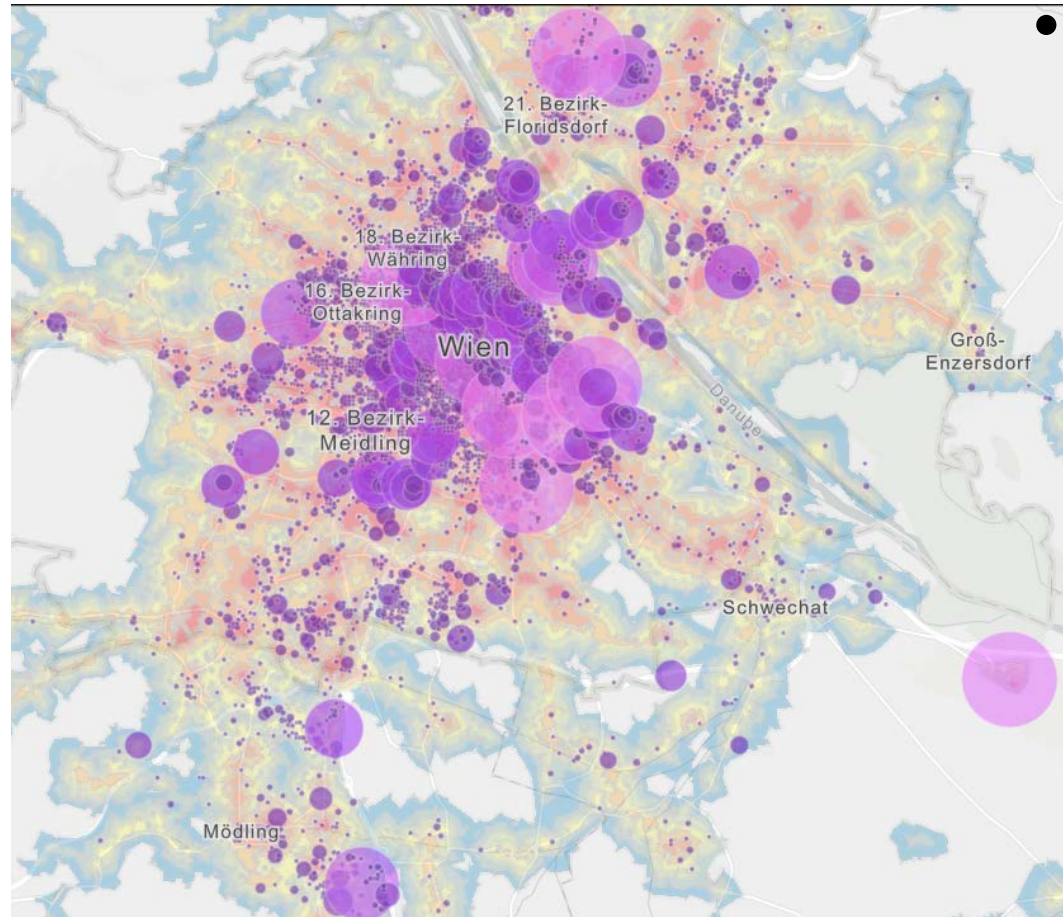 21. Bezirk-
Floridsdorf
18. Bezirk-
Währing
16. Bezirk-
Ottakring
Wien
Groß-
Enzersdorf
Danube
12. Bezirk-
Meidling
Schwechat
Mödling